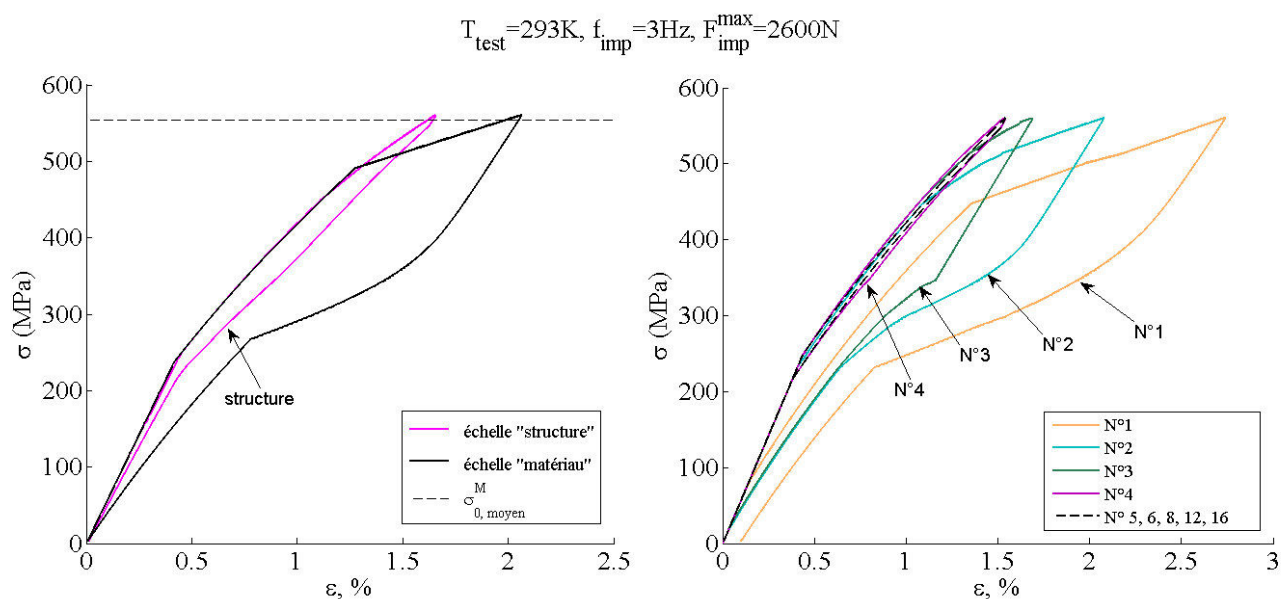 T_test=293K, f_imp=3Hz, F_imp^max=2600N
600
500
400
300
200
100
0
σ (MPa)
0
0.5
1
1.5
2
2.5
ε, %
structure
échelle "structure"
échelle "matériau"
σ^M_0, moyen
600
500
400
300
200
100
0
σ (MPa)
0
0.5
1
1.5
2
2.5
3
ε, %
N°1
N°2
N°3
N°4
N°1
N°2
N°3
N°4
N° 5, 6, 8, 12, 16